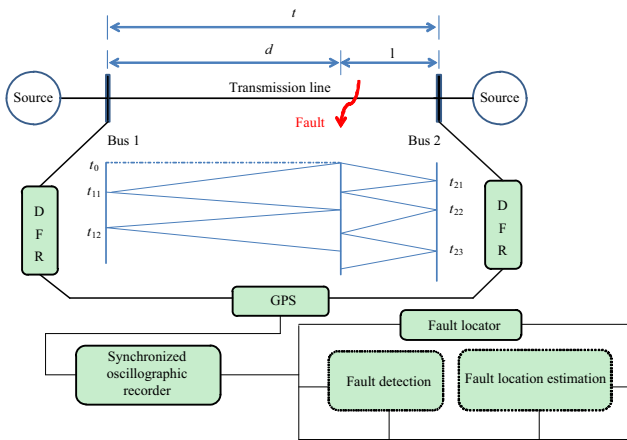 t
d
l
Source
Transmission line
Source
Fault
Bus 1
Bus 2
t0
t11
t12
t21
t22
t23
D
F
R
D
F
R
GPS
Fault locator
Synchronized
oscillographic
recorder
Fault detection
Fault location estimation